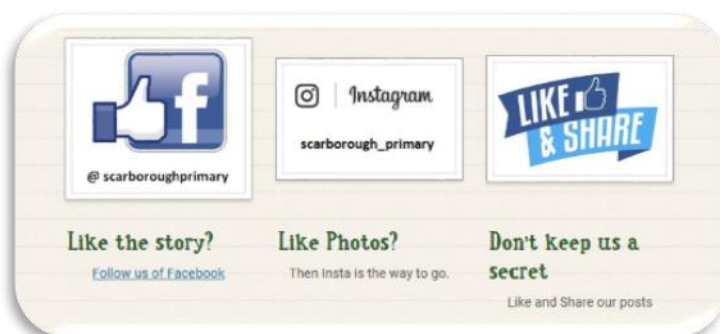 f
@ scarboroughprimary
Instagram
scarborough_primary
LIKE
& SHARE
Like the story?
Follow us of Facebook
Like Photos?
Then Insta is the way to go.
Don't keep us a
secret
Like and Share our posts